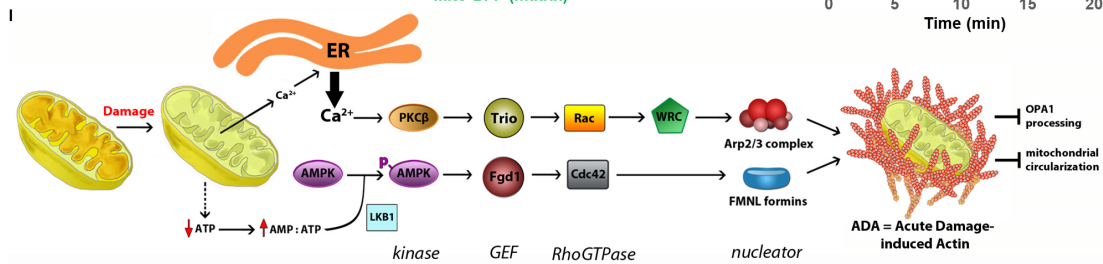 I
0 5 10 15 20
Time (min)
ER
Damage
Ca²⁺
Ca²⁺
PKCβ
Trio
Rac
WRC
Arp2/3 complex
OPA1
processing
mitochondrial
circularization
AMPK
P
AMPK
Fgd1
Cdc42
FMNL formins
LKB1
ATP
AMP : ATP
ADA = Acute Damage-
induced Actin
kinase
GEF
RhoGTPase
nucleator